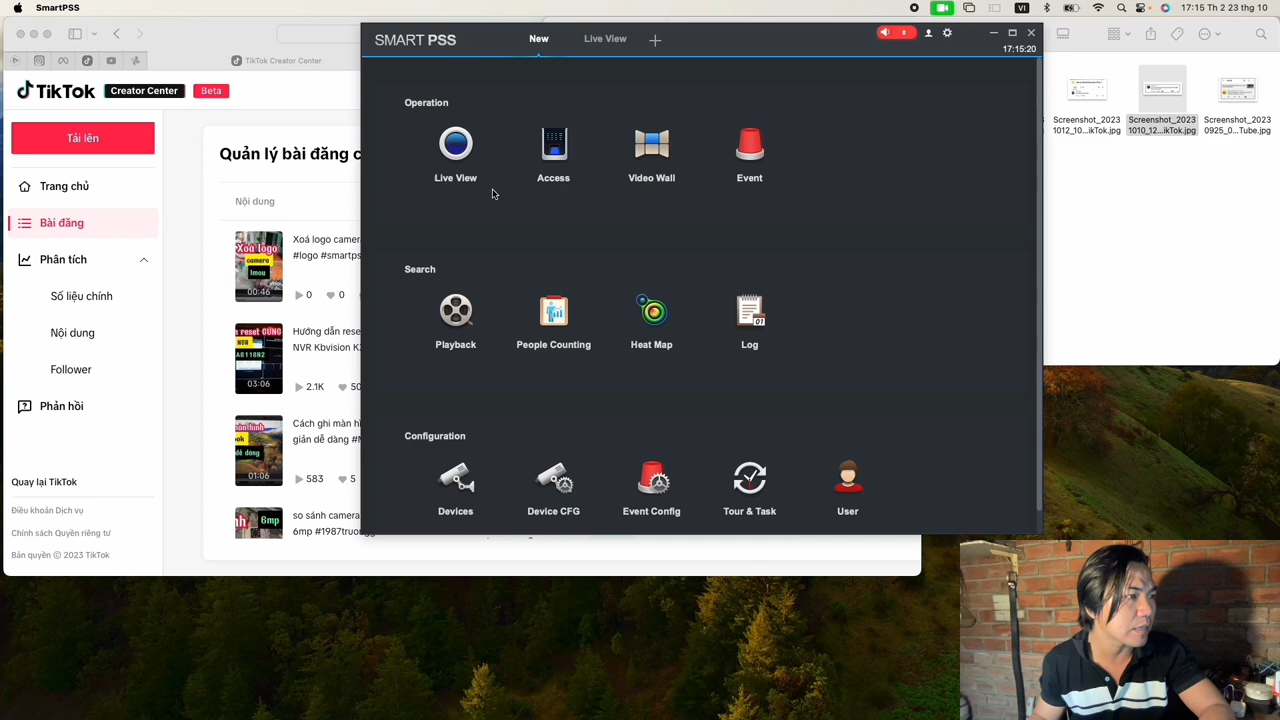 SmartPSS
VI
17:15 T 2 23 thg 10
TikTok Creator Center
TikTok Creator Center Beta
Tải lên
Trang chủ
Bài đăng
Phân tích
Số liệu chính
Nội dung
Follower
Phản hồi
Quay lại TikTok
Điều khoản Dịch vụ
Chính sách Quyền riêng tư
Bản quyền © 2023 TikTok
Quản lý bài đăng c
Nội dung
Xoá logo
camera
Imou
00:46
Xoá logo camera
#logo #smartps
0 0
03:06
Hướng dẫn rese
NVR Kbvision K
2.1K 50
01:06
Cách ghi màn h
giản dễ dàng #M
583 5
6mp
so sánh camera
SMART PSS
New
Live View
17:15:20
Operation
Live View
Access
Video Wall
Event
Search
Playback
People Counting
Heat Map
Log
Configuration
Devices
Device CFG
Event Config
Tour & Task
User
Screenshot_2023
1012_10...ikTok.jpg
Screenshot_2023
1010_12...ikTok.jpg
Screenshot_2023
0925_0...Tube.jpg